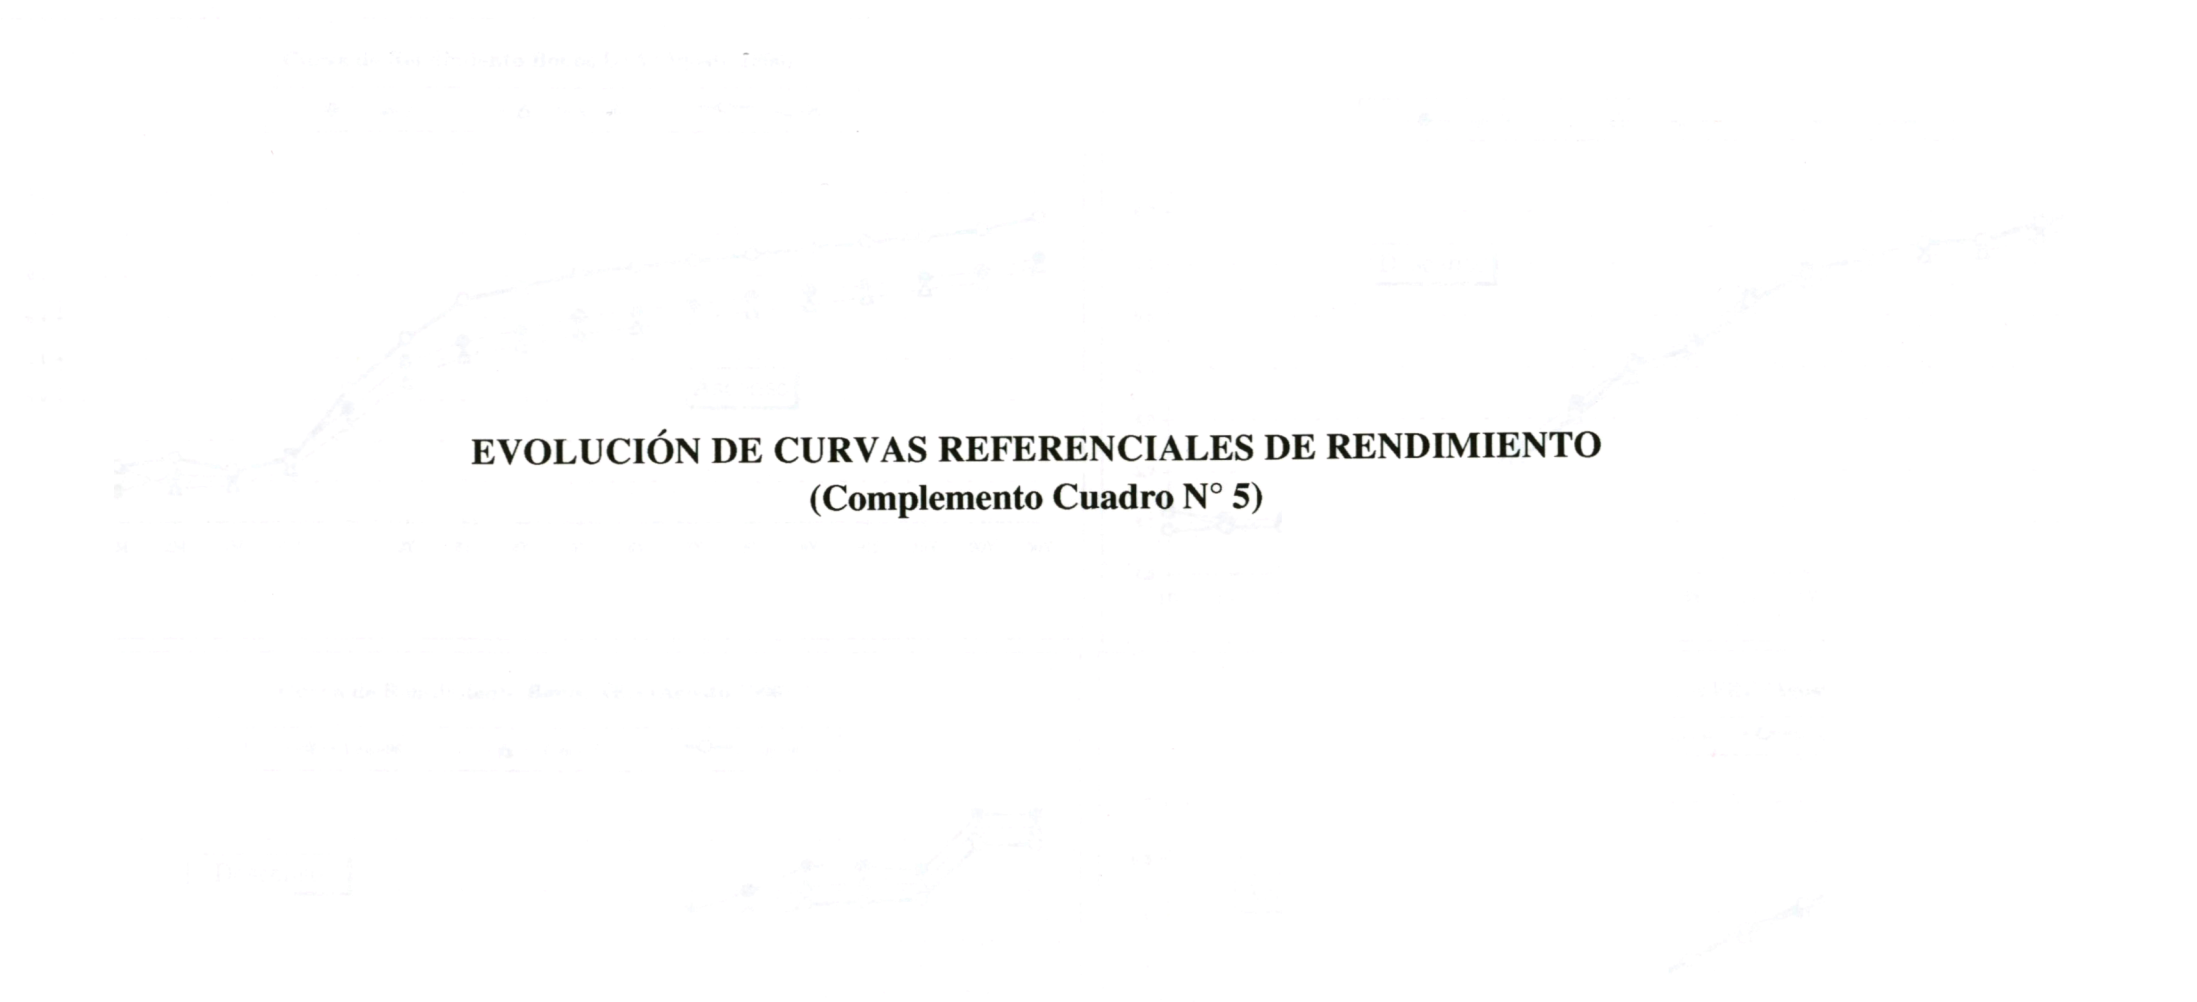 EVOLUCIÓN DE CURVAS REFERENCIALES DE RENDIMIENTO
(Complemento Cuadro N° 5)